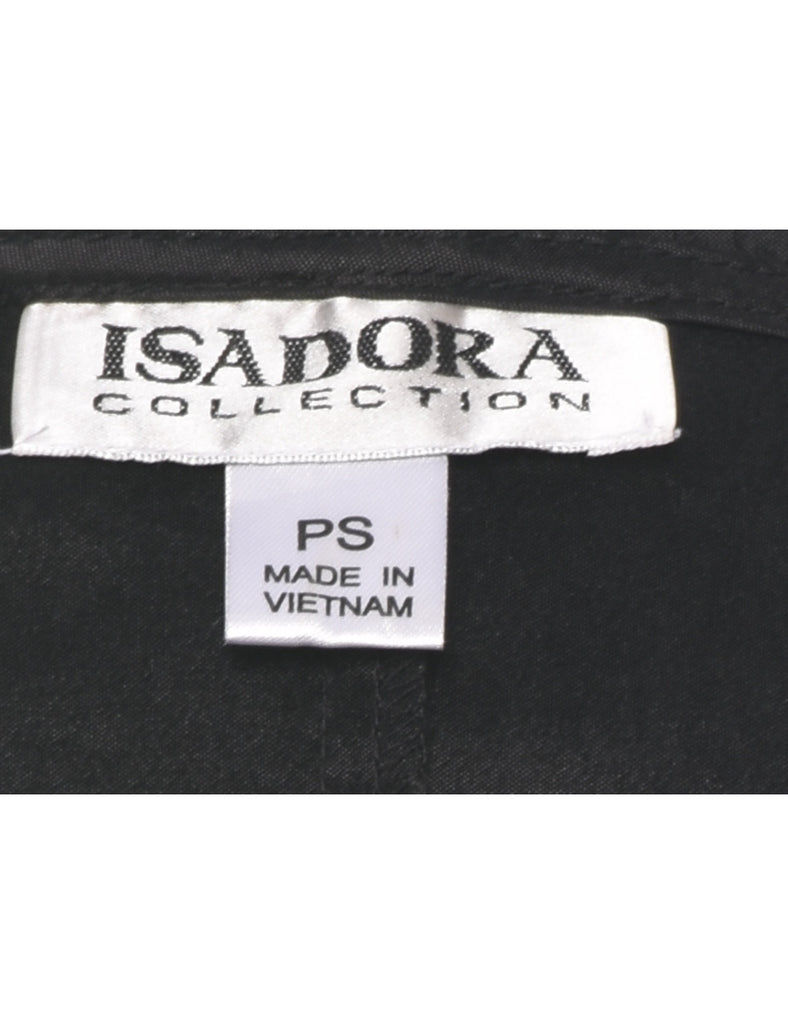 ISADORA
COLLECTION
PS
MADE IN
VIETNAM